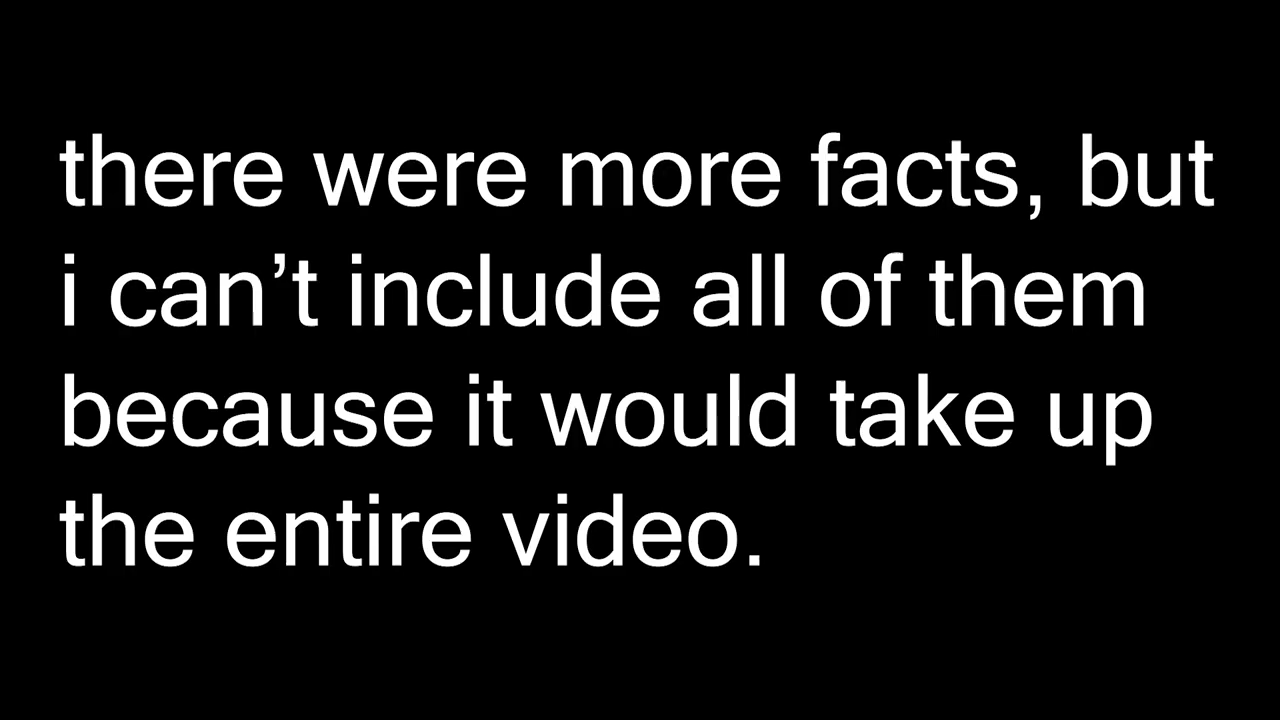 there were more facts, but
i can’t include all of them
because it would take up
the entire video.